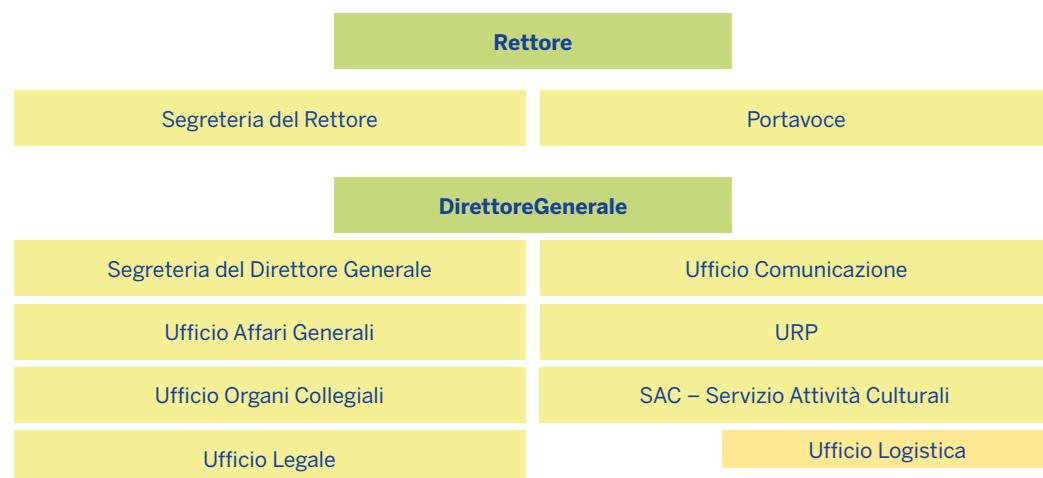 Rettore
Segreteria del Rettore
Portavoce
DirettoreGenerale
Segreteria del Direttore Generale
Ufficio Comunicazione
Ufficio Affari Generali
URP
Ufficio Organi Collegiali
SAC – Servizio Attività Culturali
Ufficio Legale
Ufficio Logistica